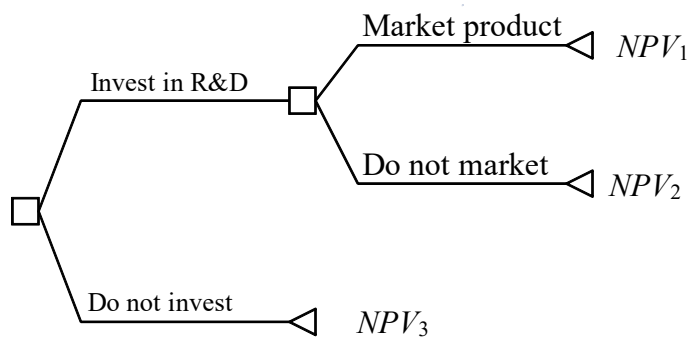 Market product
NPV₁
Invest in R&D
Do not market
NPV₂
Do not invest
NPV₃